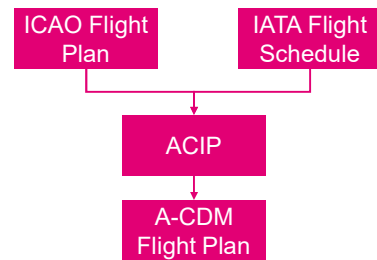 ICAO Flight
Plan
IATA Flight
Schedule
ACIP
A-CDM
Flight Plan